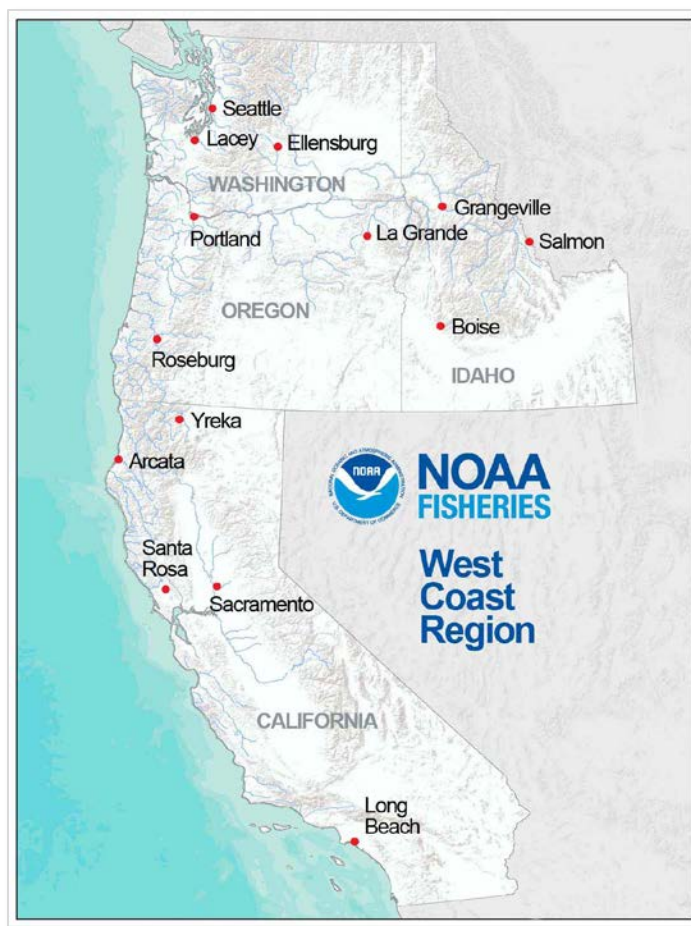 Seattle
Lacey
Ellensburg
WASHINGTON
Grangeville
Portland
La Grande
Salmon
OREGON
Boise
Roseburg
IDAHO
Yreka
Arcata
NOAA
NOAA
FISHERIES
Santa
Rosa
Sacramento
West
Coast
Region
CALIFORNIA
Long
Beach